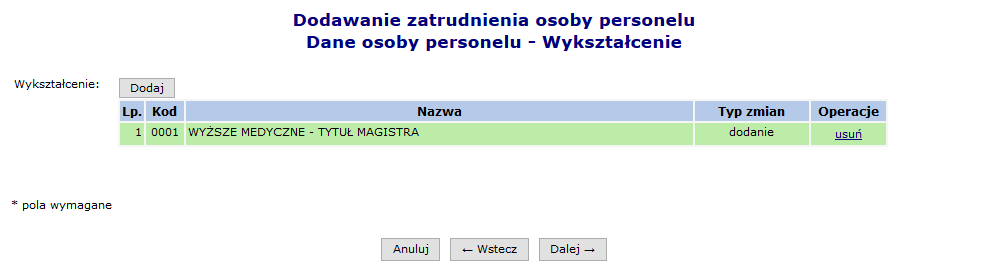 Dodawanie zatrudnienia osoby personelu
Dane osoby personelu - Wykształcenie
Wykształcenie:
Dodaj
Lp. Kod Nazwa Typ zmian Operacje
1 0001 WYŻSZE MEDYCZNE - TYTUŁ MAGISTRA dodanie usuń
* pola wymagane
Anuluj ← Wstecz Dalej →